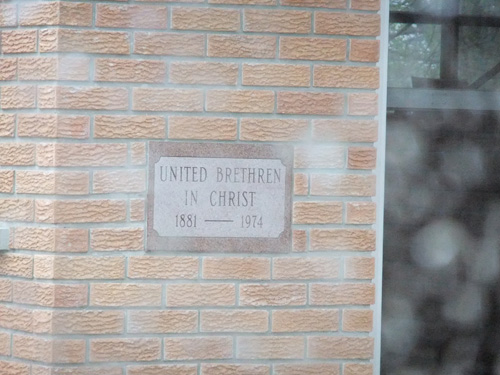 UNITED BRETHREN
IN CHRIST
1881 — 1974